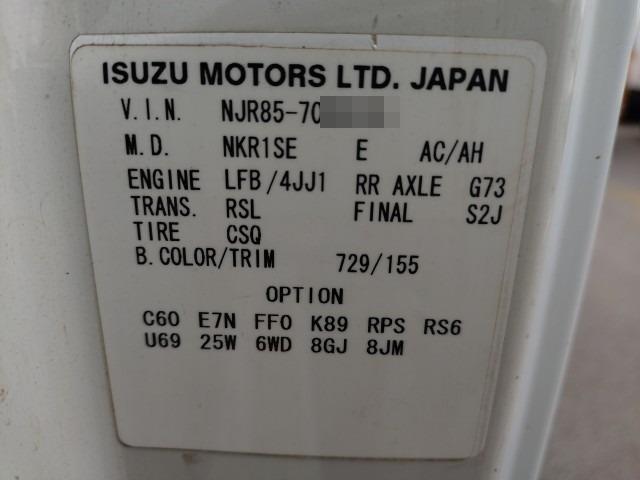 ISUZU MOTORS LTD. JAPAN
V.I.N. NJR85-70
M.D. NKR1SE E AC/AH
ENGINE LFB/4JJ1 RR AXLE G73
TRANS. RSL FINAL S2J
TIRE CSQ
B.COLOR/TRIM 729/155
OPTION
C60 E7N FF0 K89 RPS RS6
U69 25W 6WD 8GJ 8JM